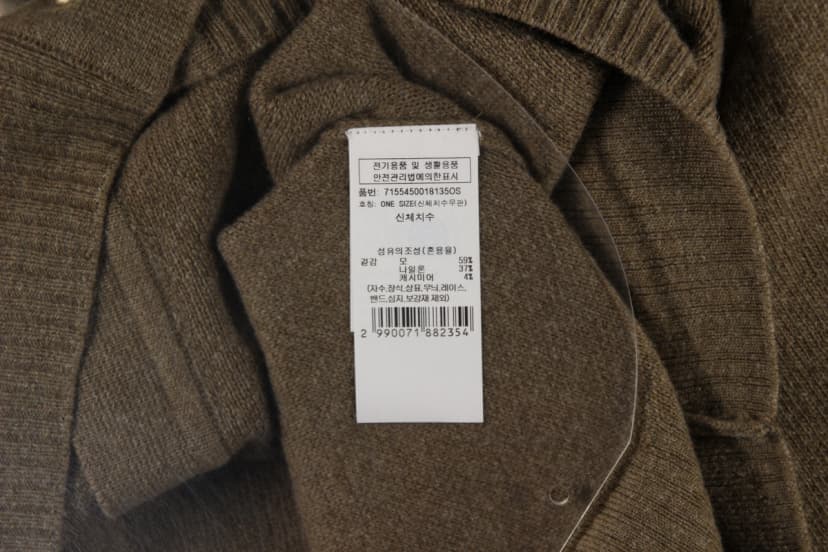 전기용품 및 생활용품
안전관리법에의한표시
품번: 7155450018135OS
호칭: ONE SIZE(신체치수무관)
신체치수
섬유의조성(혼용율)
겉감 모 59%
나일론 37%
캐시미어 4%
(자수,장식,상표,무늬,레이스,
밴드,심지,보강재 제외)
2 990071 882354